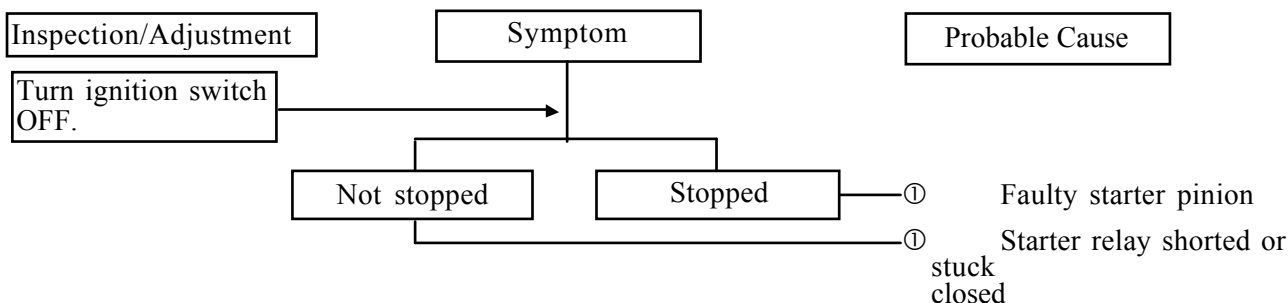 Inspection/Adjustment
Symptom
Probable Cause
Turn ignition switch
OFF.
Not stopped
Stopped
① Faulty starter pinion
① Starter relay shorted or
stuck
closed